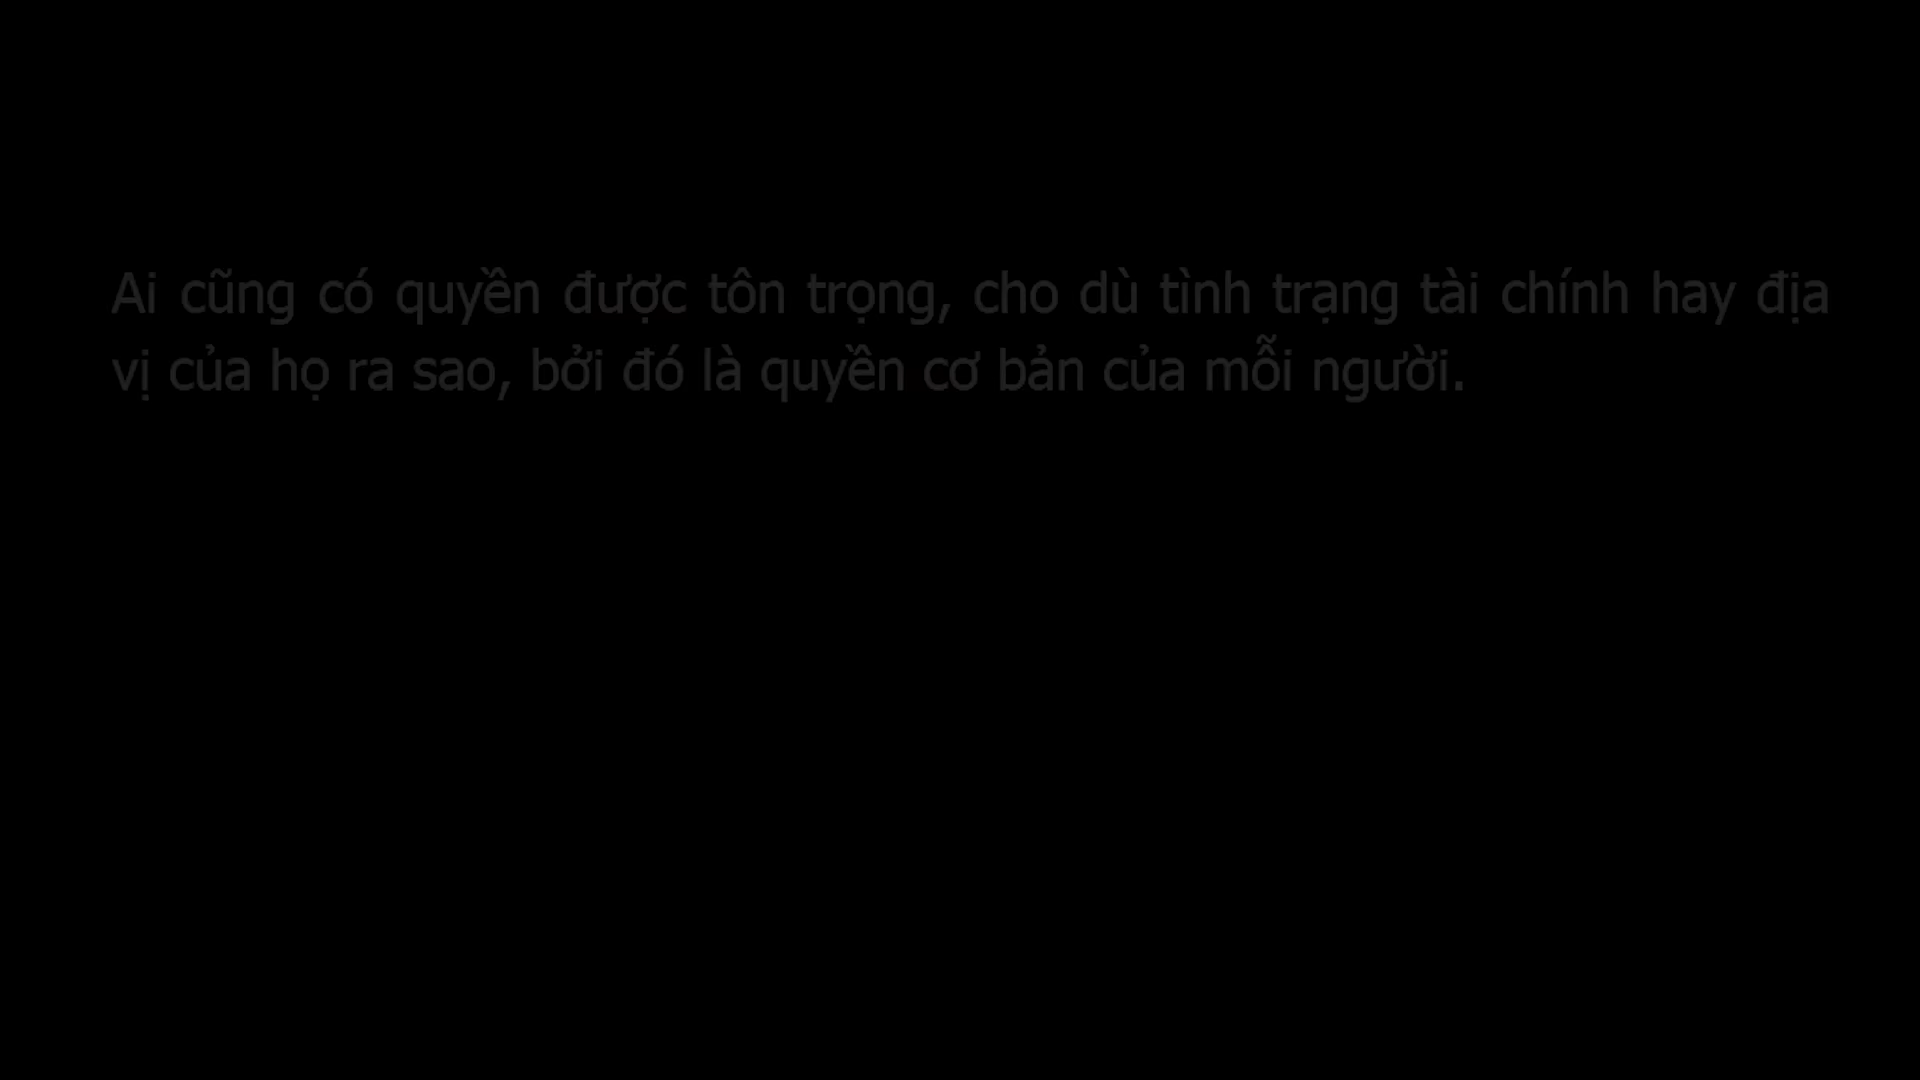 Ai cũng có quyền được tôn trọng, cho dù tình trạng tài chính hay địa
vị của họ ra sao, bởi đó là quyền cơ bản của mỗi người.